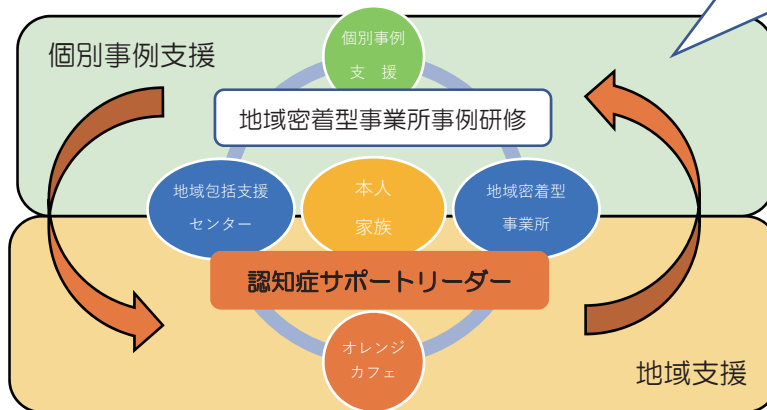 個別事例支援
個別事例
支 援
地域密着型事業所事例研修
地域包括支援
センター
本人
家族
地域密着型
事業所
認知症サポートリーダー
オレンジ
カフェ
地域支援